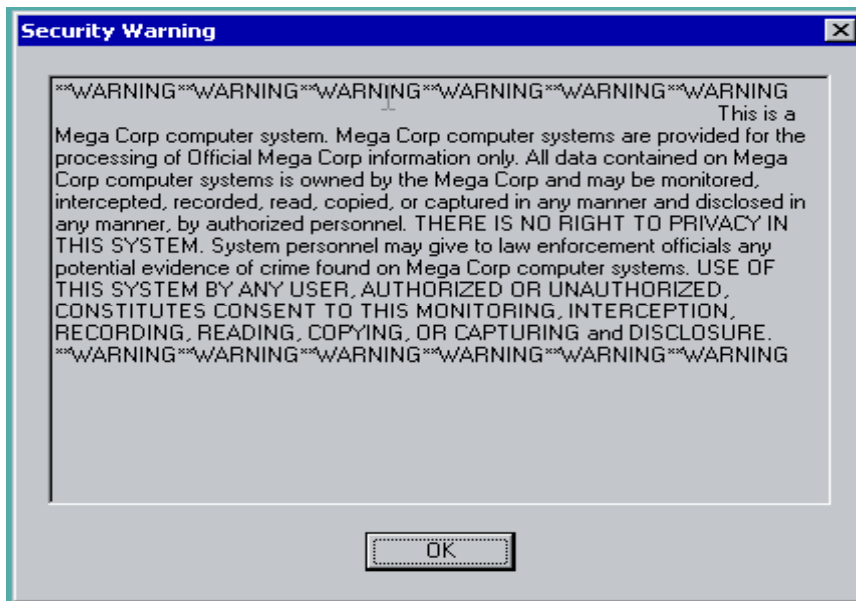 Security Warning
**WARNING**WARNING**WARNING**WARNING**WARNING**WARNING
This is a
Mega Corp computer system. Mega Corp computer systems are provided for the
processing of Official Mega Corp information only. All data contained on Mega
Corp computer systems is owned by the Mega Corp and may be monitored,
intercepted, recorded, read, copied, or captured in any manner and disclosed in
any manner, by authorized personnel. THERE IS NO RIGHT TO PRIVACY IN
THIS SYSTEM. System personnel may give to law enforcement officials any
potential evidence of crime found on Mega Corp computer systems. USE OF
THIS SYSTEM BY ANY USER, AUTHORIZED OR UNAUTHORIZED,
CONSTITUTES CONSENT TO THIS MONITORING, INTERCEPTION,
RECORDING, READING, COPYING, OR CAPTURING and DISCLOSURE.
**WARNING**WARNING**WARNING**WARNING**WARNING**WARNING
OK